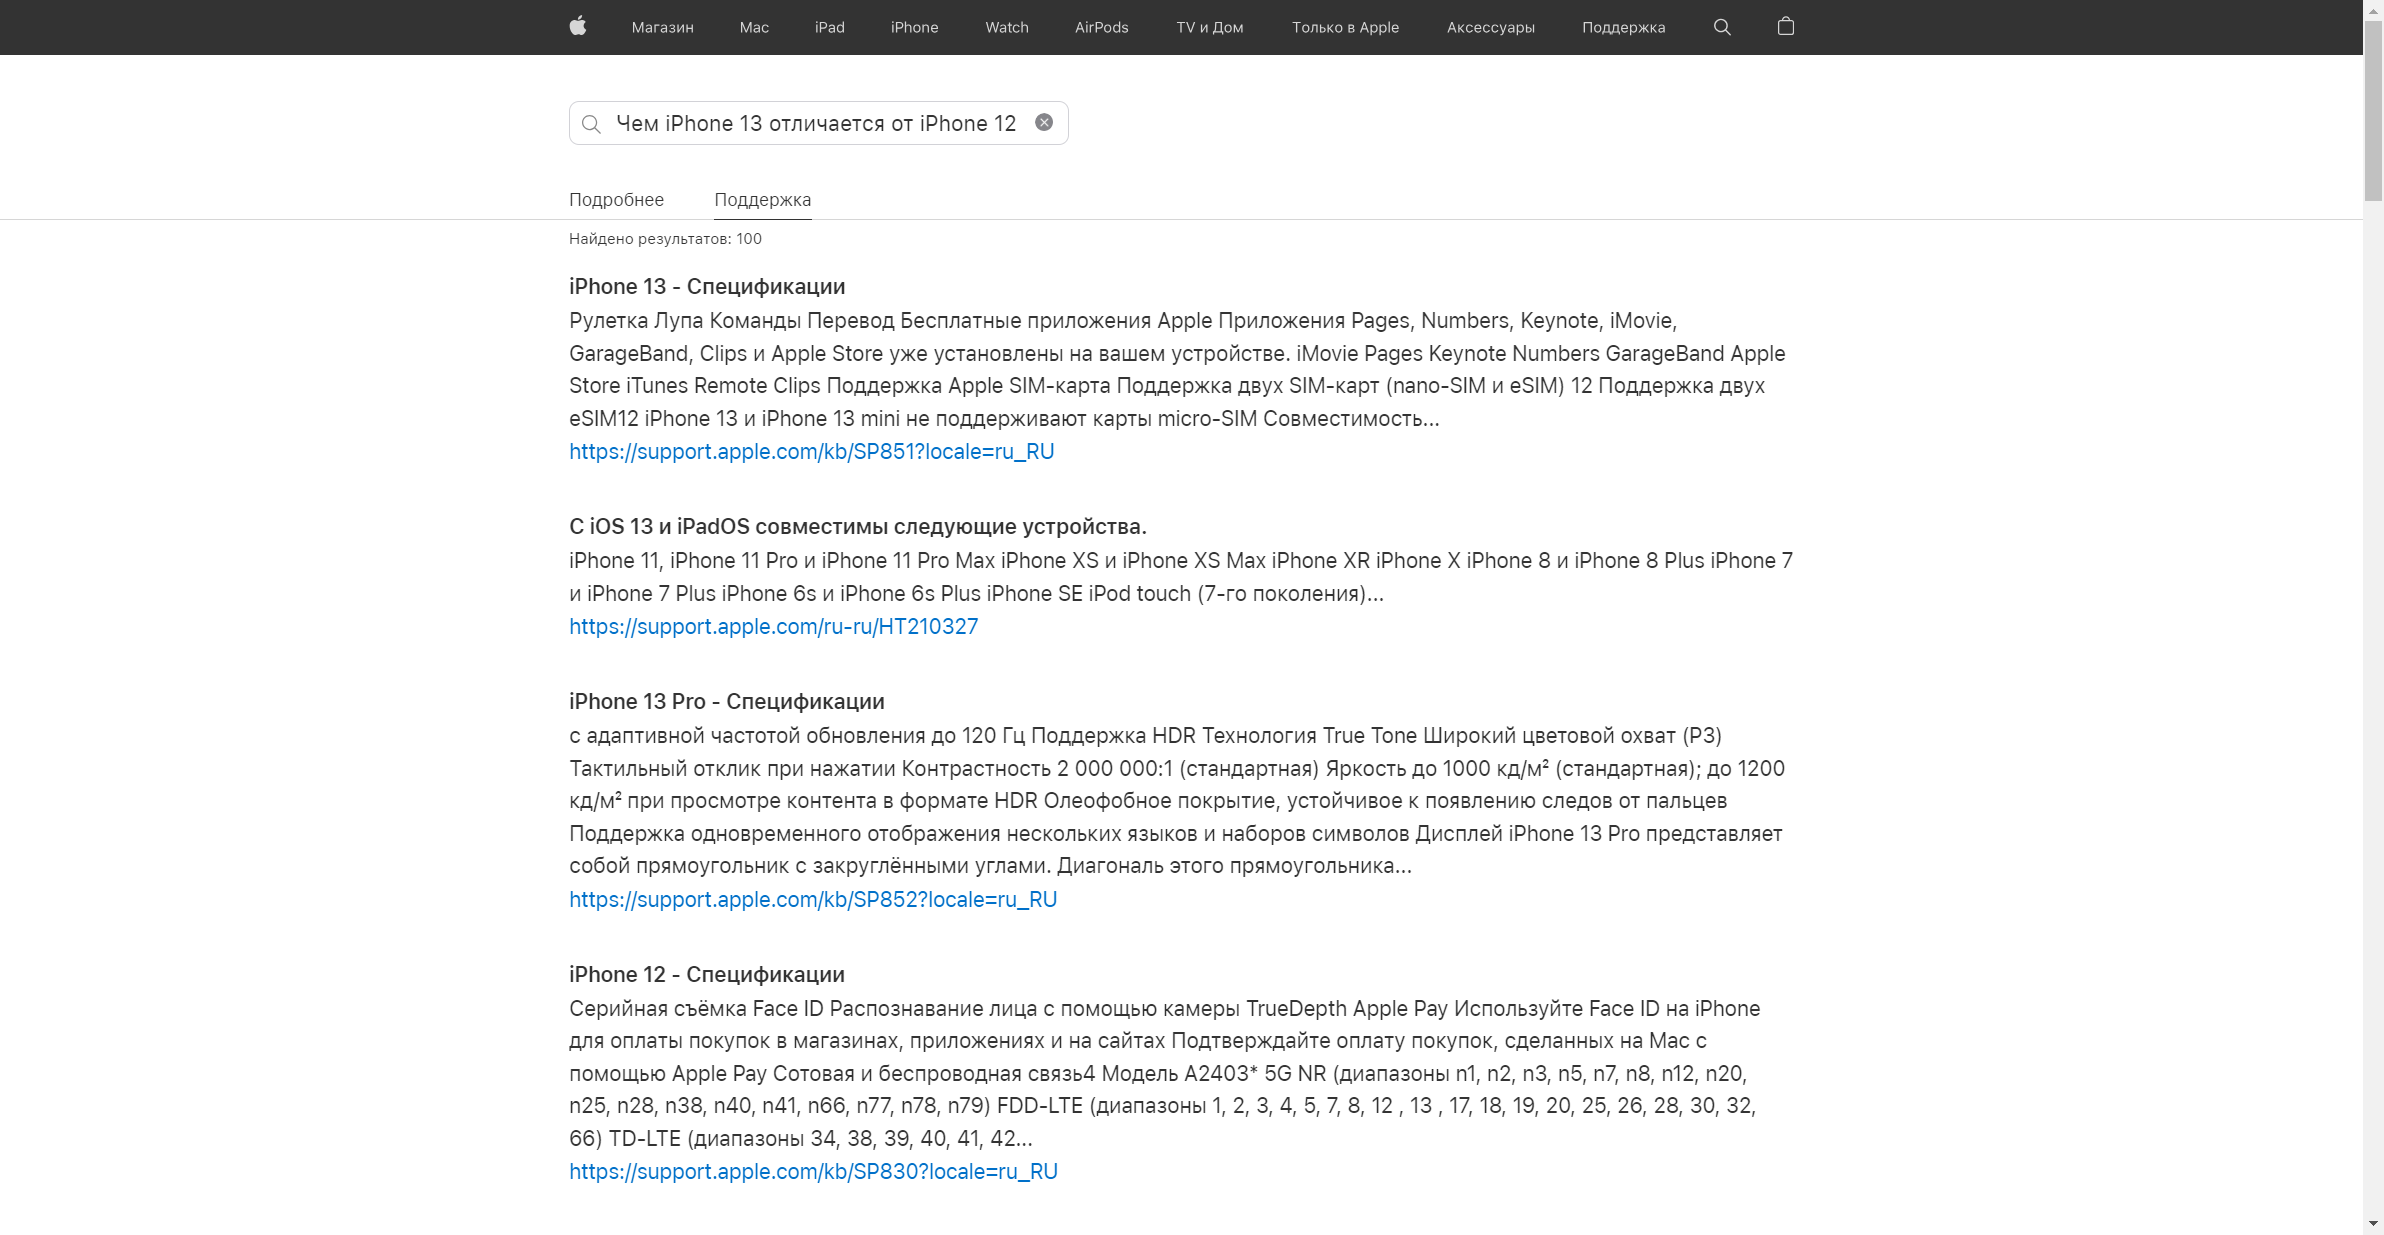 Магазин Mac iPad iPhone Watch AirPods TV и Дом Только в Apple Аксессуары Поддержка
Чем iPhone 13 отличается от iPhone 12
Подробнее Поддержка
Найдено результатов: 100
iPhone 13 - Спецификации
Рулетка Лупа Команды Перевод Бесплатные приложения Apple Приложения Pages, Numbers, Keynote, iMovie,
GarageBand, Clips и Apple Store уже установлены на вашем устройстве. iMovie Pages Keynote Numbers GarageBand Apple
Store iTunes Remote Clips Поддержка Apple SIM-карта Поддержка двух SIM-карт (nano-SIM и eSIM) 12 Поддержка двух
eSIM12 iPhone 13 и iPhone 13 mini не поддерживают карты micro-SIM Совместимость...
https://support.apple.com/kb/SP851?locale=ru_RU
С iOS 13 и iPadOS совместимы следующие устройства.
iPhone 11, iPhone 11 Pro и iPhone 11 Pro Max iPhone XS и iPhone XS Max iPhone XR iPhone X iPhone 8 и iPhone 8 Plus iPhone 7
и iPhone 7 Plus iPhone 6s и iPhone 6s Plus iPhone SE iPod touch (7-го поколения)...
https://support.apple.com/ru-ru/HT210327
iPhone 13 Pro - Спецификации
с адаптивной частотой обновления до 120 Гц Поддержка HDR Технология True Tone Широкий цветовой охват (P3)
Тактильный отклик при нажатии Контрастность 2 000 000:1 (стандартная) Яркость до 1000 кд/м² (стандартная); до 1200
кд/м² при просмотре контента в формате HDR Олеофобное покрытие, устойчивое к появлению следов от пальцев
Поддержка одновременного отображения нескольких языков и наборов символов Дисплей iPhone 13 Pro представляет
собой прямоугольник с закруглёнными углами. Диагональ этого прямоугольника...
https://support.apple.com/kb/SP852?locale=ru_RU
iPhone 12 - Спецификации
Серийная съёмка Face ID Распознавание лица с помощью камеры TrueDepth Apple Pay Используйте Face ID на iPhone
для оплаты покупок в магазинах, приложениях и на сайтах Подтверждайте оплату покупок, сделанных на Mac с
помощью Apple Pay Сотовая и беспроводная связь4 Модель A2403* 5G NR (диапазоны n1, n2, n3, n5, n7, n8, n12, n20,
n25, n28, n38, n40, n41, n66, n77, n78, n79) FDD-LTE (диапазоны 1, 2, 3, 4, 5, 7, 8, 12 , 13 , 17, 18, 19, 20, 25, 26, 28, 30, 32,
66) TD-LTE (диапазоны 34, 38, 39, 40, 41, 42...
https://support.apple.com/kb/SP830?locale=ru_RU